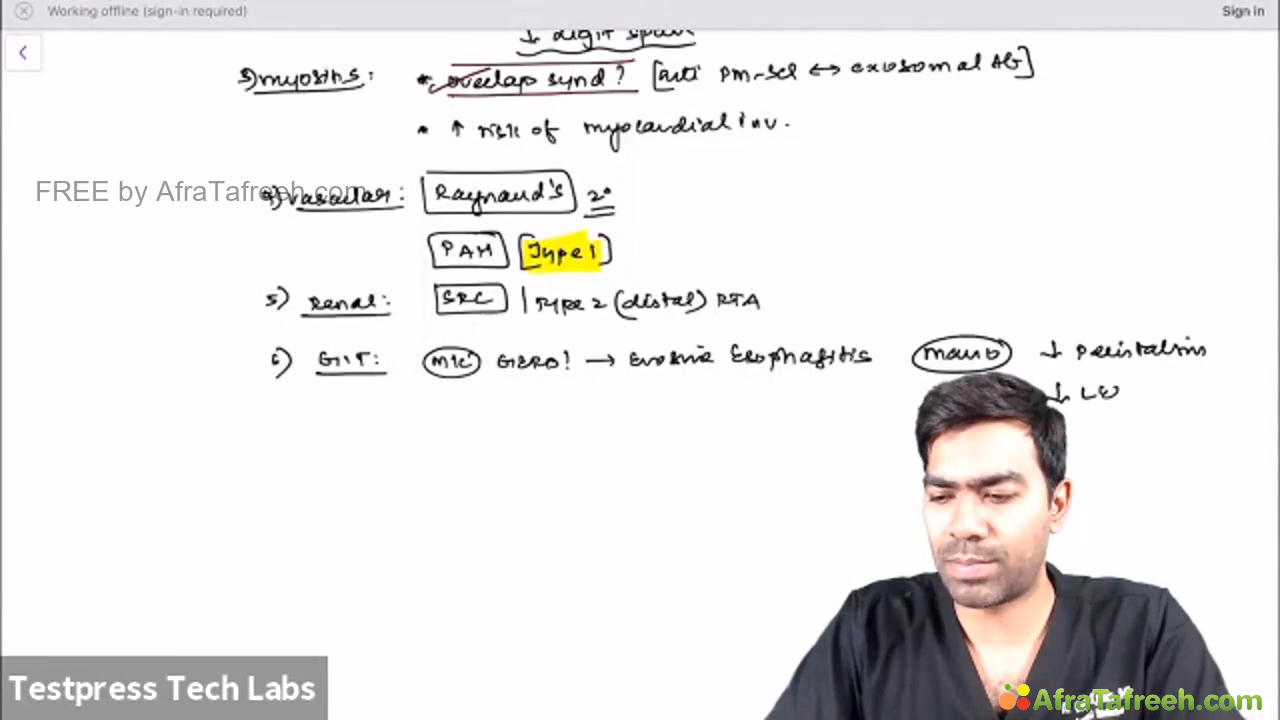 Working offline (sign-in required)
Sign in
↓ digit span
3) myositis: * overlap synd? [anti PM-Scl ↔ exosomal Ab]
* ↑ risk of myocardial inv.
FREE by AfraTafreeh.com
4) Vascular: Raynaud's 2°
PAH [Type 1]
5) Renal: SRC | Type 2 (distal) RTA
6) GIT: M/c GERD! → Erosive Esophagitis mano ↓ Peristalsis
↓ LE
Testpress Tech Labs
AfraTafreeh.com